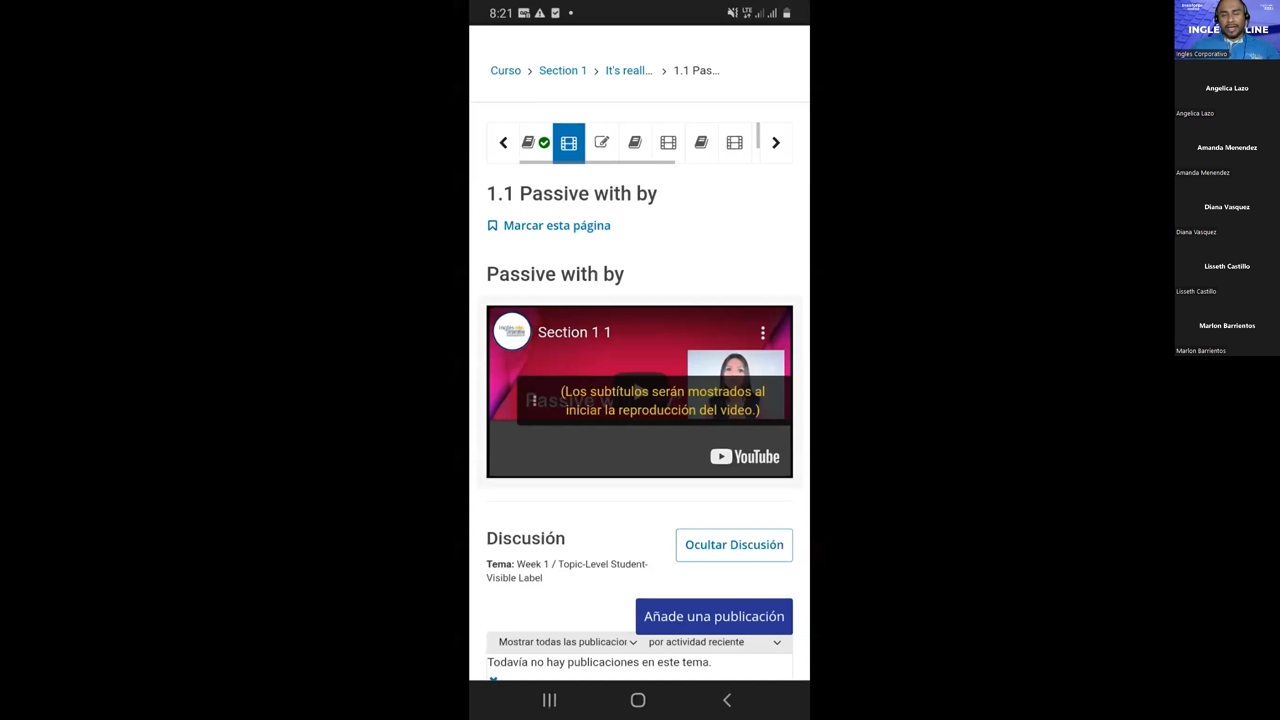 8:21
LTE
Curso > Section 1 > It's reall... > 1.1 Pas...
1.1 Passive with by
Marcar esta página
Passive with by
Section 1 1
(Los subtítulos serán mostrados al
iniciar la reproducción del video.)
YouTube
Discusión
Ocultar Discusión
Tema: Week 1 / Topic-Level Student-
Visible Label
Añade una publicación
Mostrar todas las publicacior
por actividad reciente
Todavía no hay publicaciones en este tema.
Ingles Corporativo
Angelica Lazo
Angelica Lazo
Amanda Menendez
Amanda Menendez
Diana Vasquez
Diana Vasquez
Lisseth Castillo
Lisseth Castillo
Marlon Barrientos
Marlon Barrientos